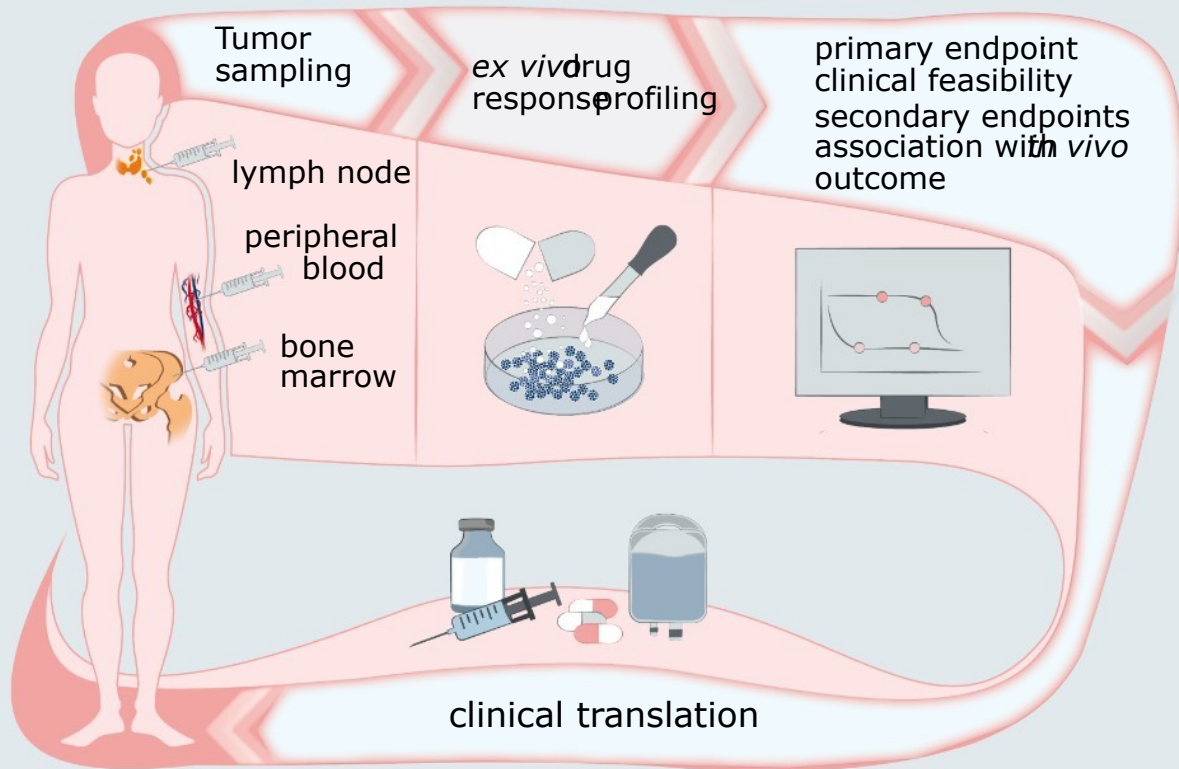 Tumor
sampling
ex vivo drug
response profiling
primary endpoint:
clinical feasibility
secondary endpoints:
association with in vivo
outcome
lymph node
peripheral
blood
bone
marrow
clinical translation